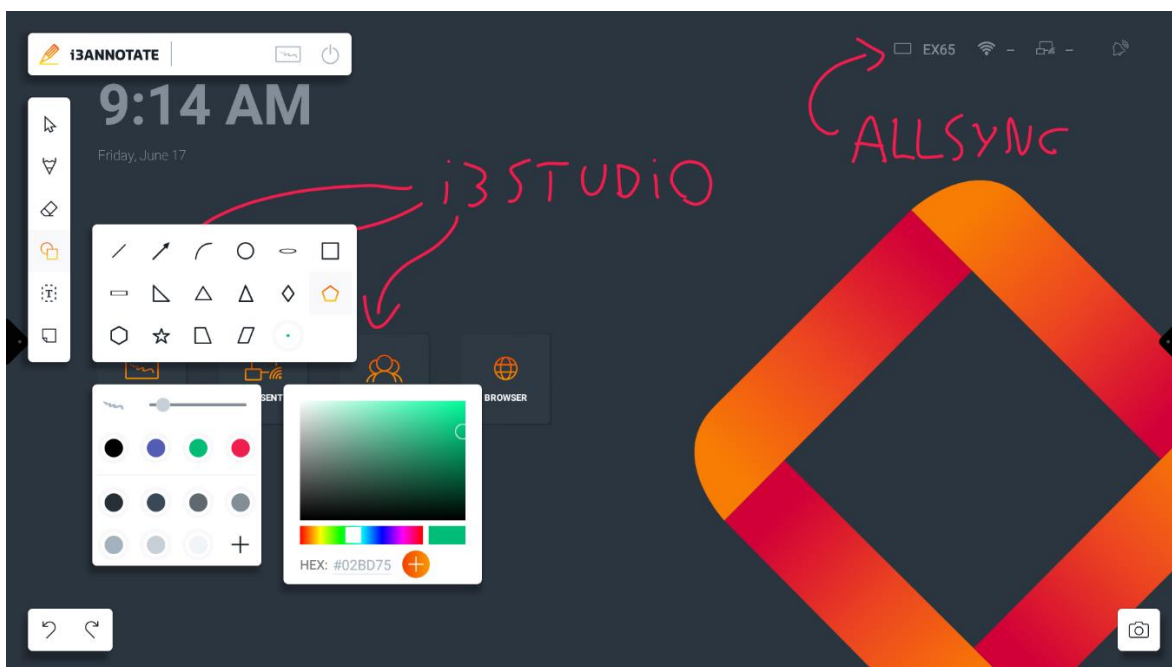 i3ANNOTATE
EX65 – –
9:14 AM
Friday, June 17
ALLSYNC
i3STUDiO
T
BROWSER
HEX: #02BD75